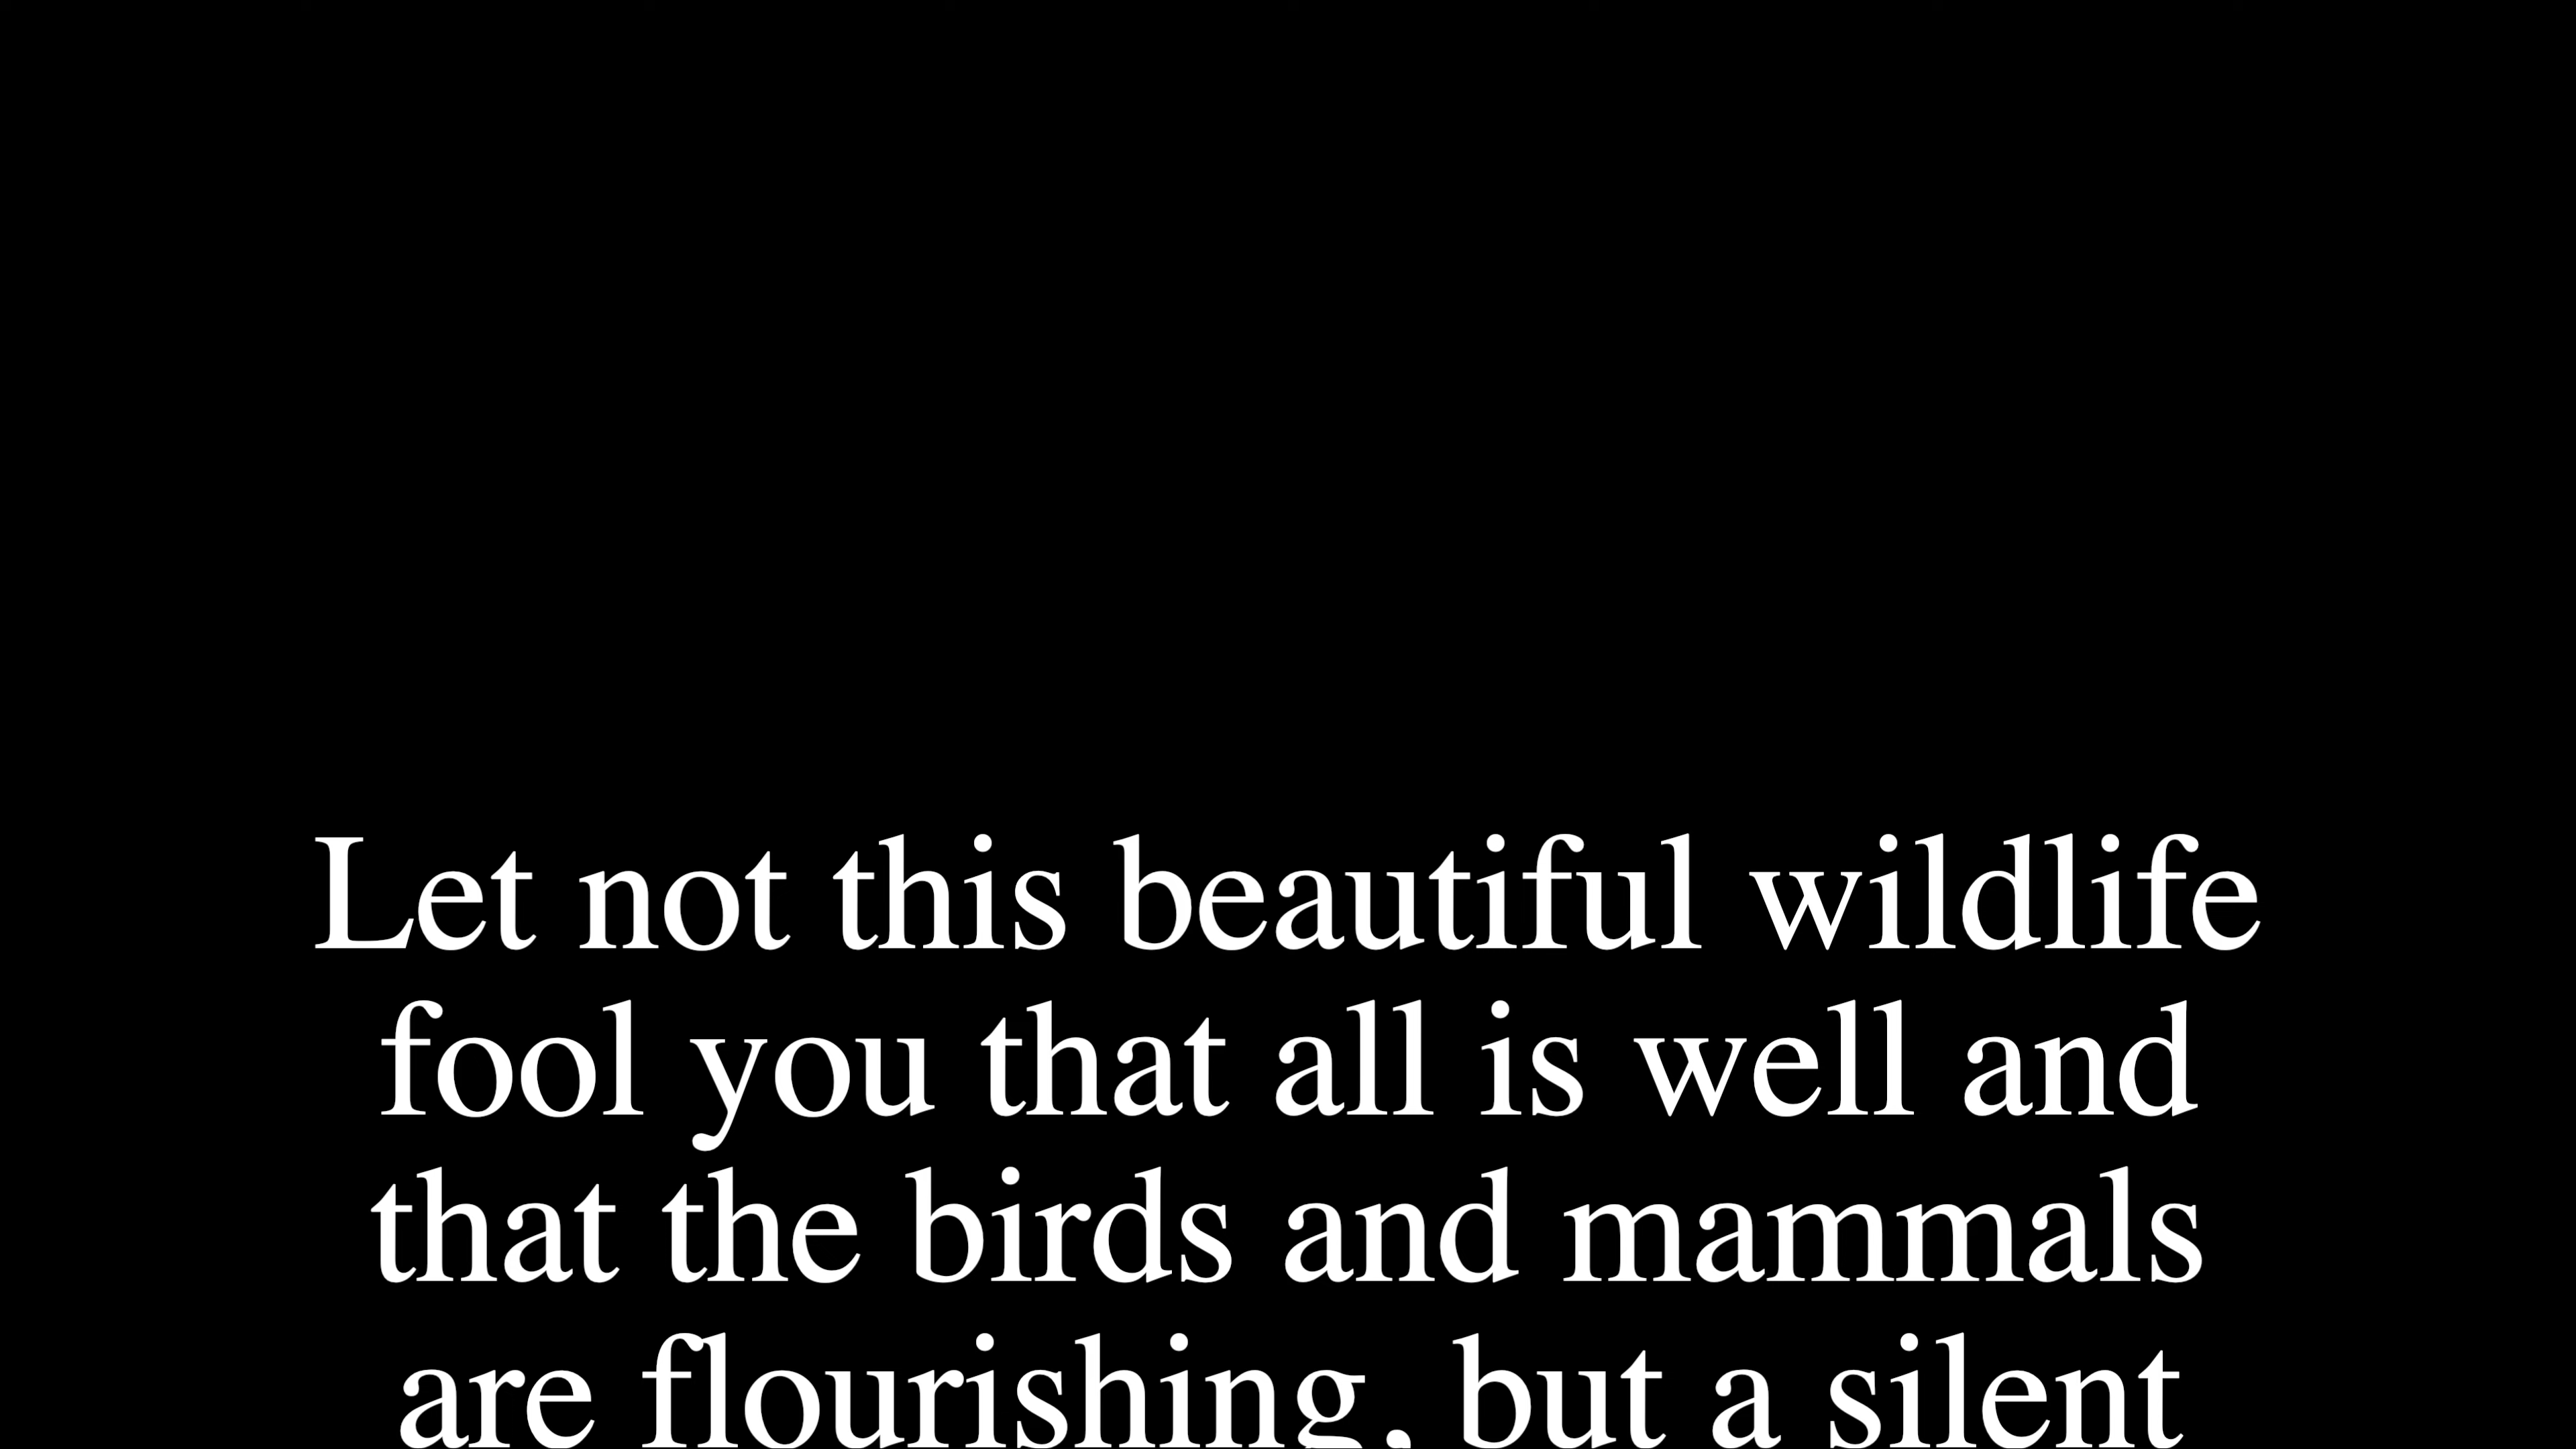 Let not this beautiful wildlife
fool you that all is well and
that the birds and mammals
are flourishing, but a silent